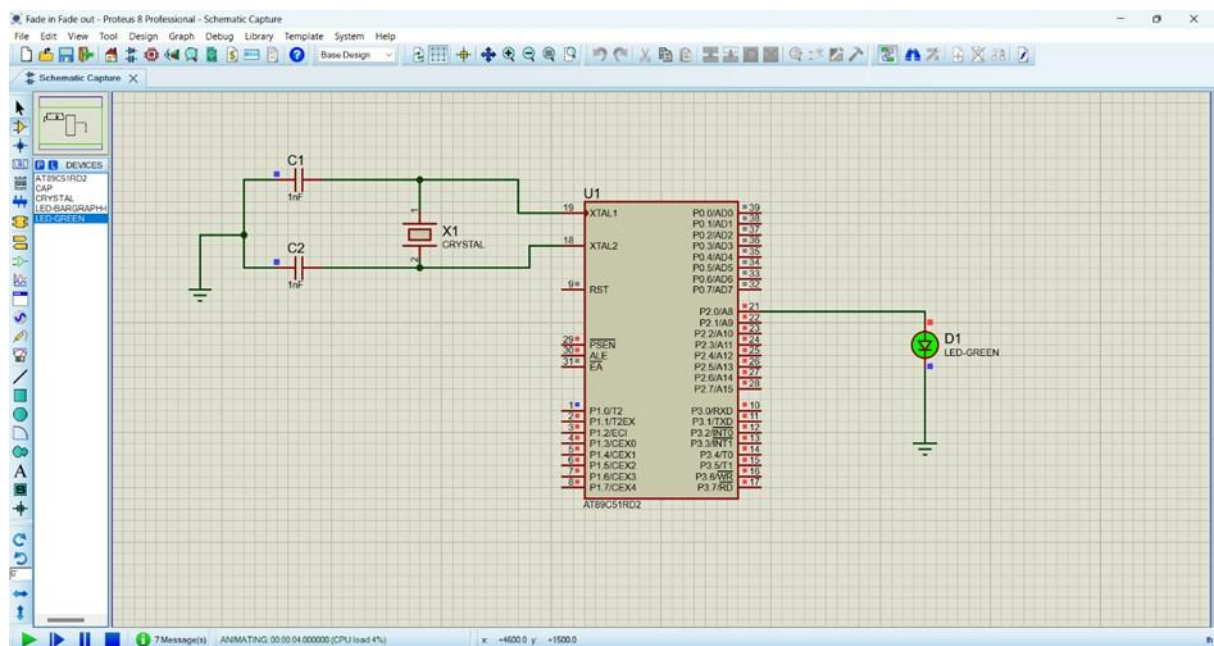 Fade in Fade out - Proteus 8 Professional - Schematic Capture
File Edit View Tool Design Graph Debug Library Template System Help
Base Design
Schematic Capture
P L DEVICES
AT89C51RD2
CAP
CRYSTAL
LED-BARGRAPH-
LED-GREEN
C1
1nF
C2
1nF
1
X1
CRYSTAL
2
U1
19 XTAL1
18 XTAL2
9 RST
29 PSEN
30 ALE
31 EA
1 P1.0/T2
2 P1.1/T2EX
3 P1.2/ECI
4 P1.3/CEX0
5 P1.4/CEX1
6 P1.5/CEX2
7 P1.6/CEX3
8 P1.7/CEX4
P0.0/AD0 39
P0.1/AD1 38
P0.2/AD2 37
P0.3/AD3 36
P0.4/AD4 35
P0.5/AD5 34
P0.6/AD6 33
P0.7/AD7 32
P2.0/A8 21
P2.1/A9 22
P2.2/A10 23
P2.3/A11 24
P2.4/A12 25
P2.5/A13 26
P2.6/A14 27
P2.7/A15 28
P3.0/RXD 10
P3.1/TXD 11
P3.2/INT0 12
P3.3/INT1 13
P3.4/T0 14
P3.5/T1 15
P3.6/WR 16
P3.7/RD 17
AT89C51RD2
D1
LED-GREEN
7 Message(s) ANIMATING: 00:00:04.000000 (CPU load 4%) x: +4600.0 y: +1500.0